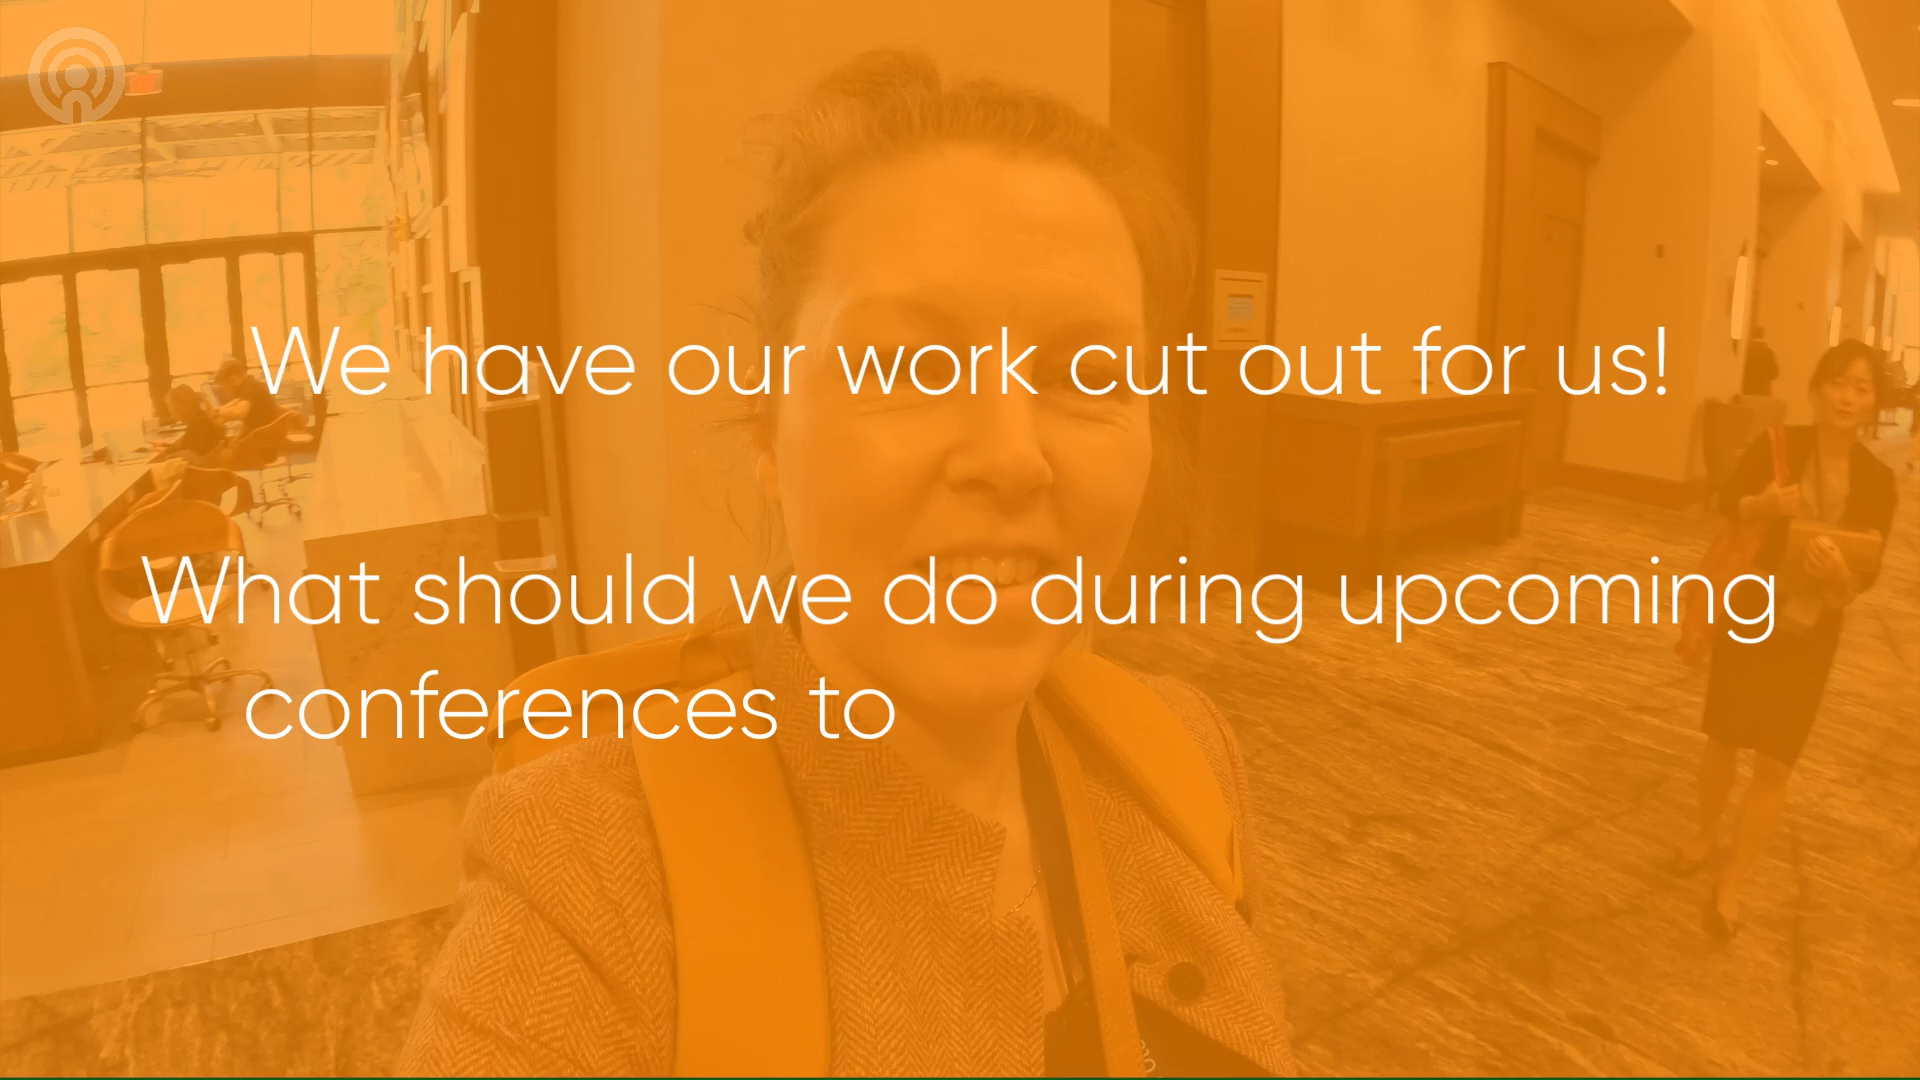 We have our work cut out for us!
What should we do during upcoming
conferences to